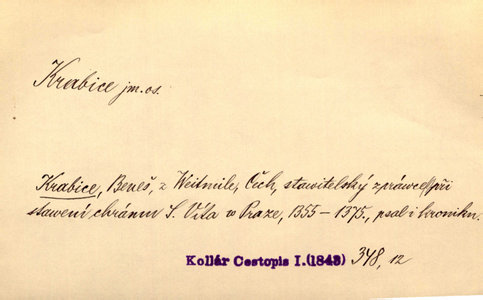 Krabice jm. os.
Krabice, Beneš, z Weitmile, Čech, stawitelský zpráwce při
stawení chrámu S. Víta w Praze, 1355 – 1375., psal i kroniku.
Kollár Cestopis I. (1843) 348, 12